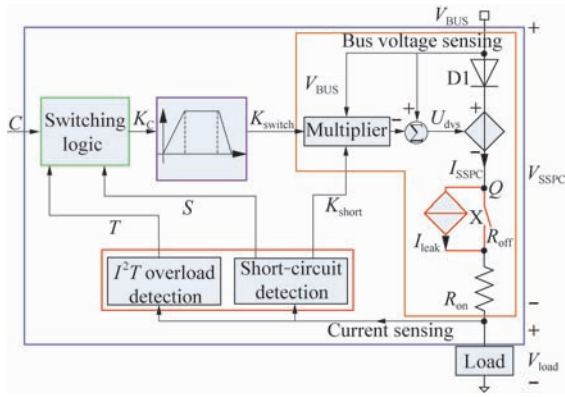 V_BUS
+
Bus voltage sensing
V_BUS
D1
C
Switching
logic
K_C
K_switch
Multiplier
−
+
Σ
U_dvs
+
−
I_SSPC
V_SSPC
Q
K_short
X
R_off
I_leak
T
S
I²T overload
detection
Short-circuit
detection
R_on
−
Current sensing
+
Load
V_load
−